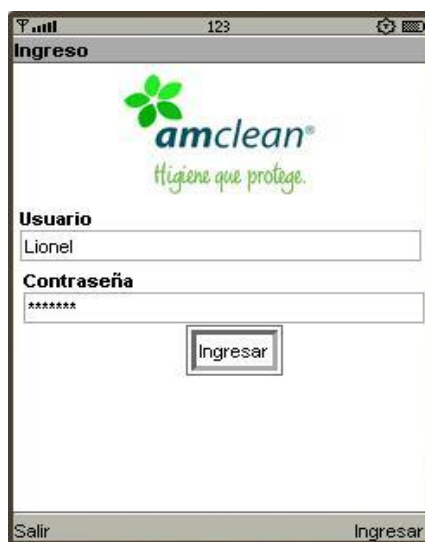 123
Ingreso
amclean®
Higiene que protege.
Usuario
Lionel
Contraseña
*******
Ingresar
Salir Ingresar